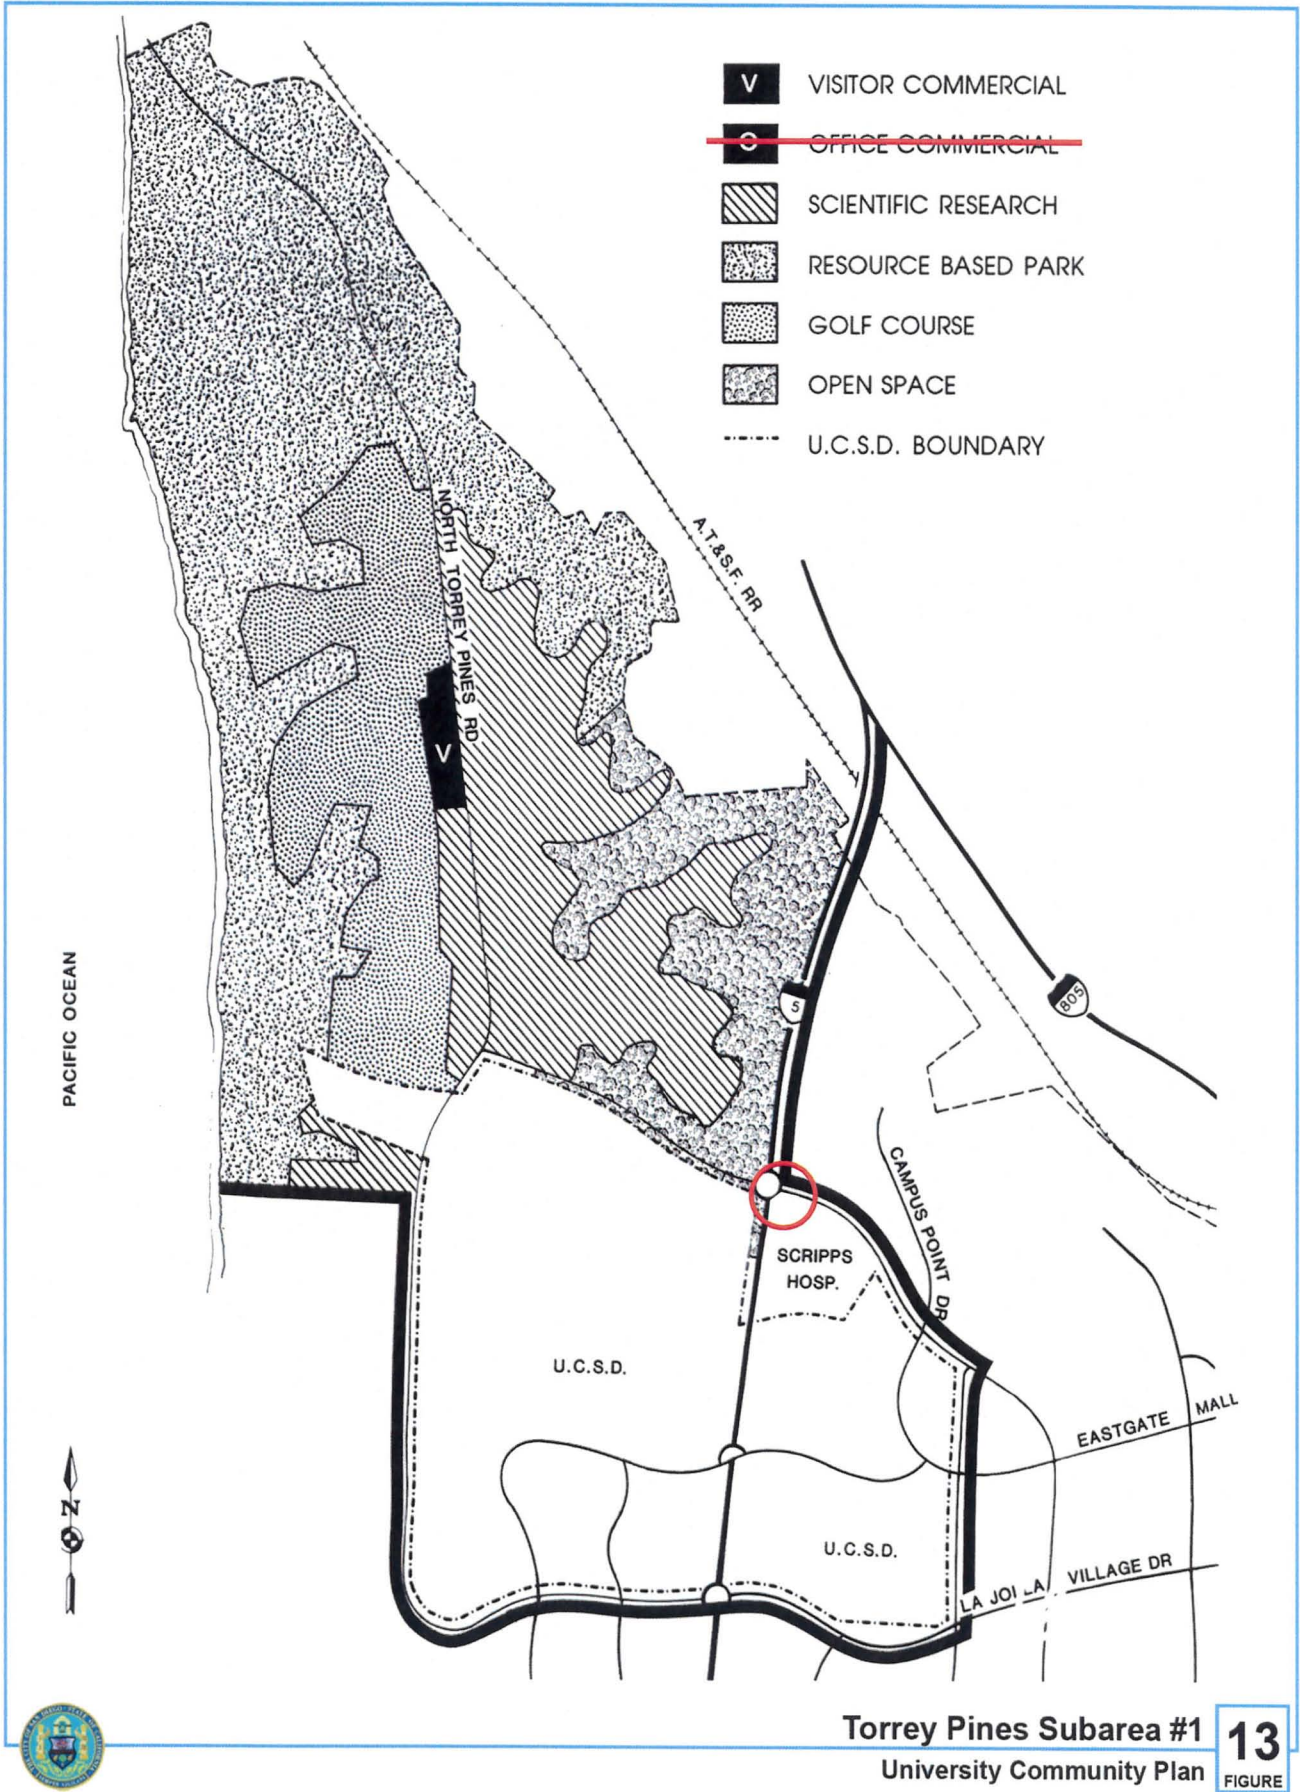 V VISITOR COMMERCIAL
O OFFICE COMMERCIAL
SCIENTIFIC RESEARCH
RESOURCE BASED PARK
GOLF COURSE
OPEN SPACE
U.C.S.D. BOUNDARY
NORTH TORREY PINES RD
A.T.&S.F. RR
V
PACIFIC OCEAN
5
805
CAMPUS POINT DR
SCRIPPS
HOSP.
U.C.S.D.
EASTGATE MALL
N
U.C.S.D.
LA JOLLA VILLAGE DR
Torrey Pines Subarea #1
University Community Plan
13
FIGURE